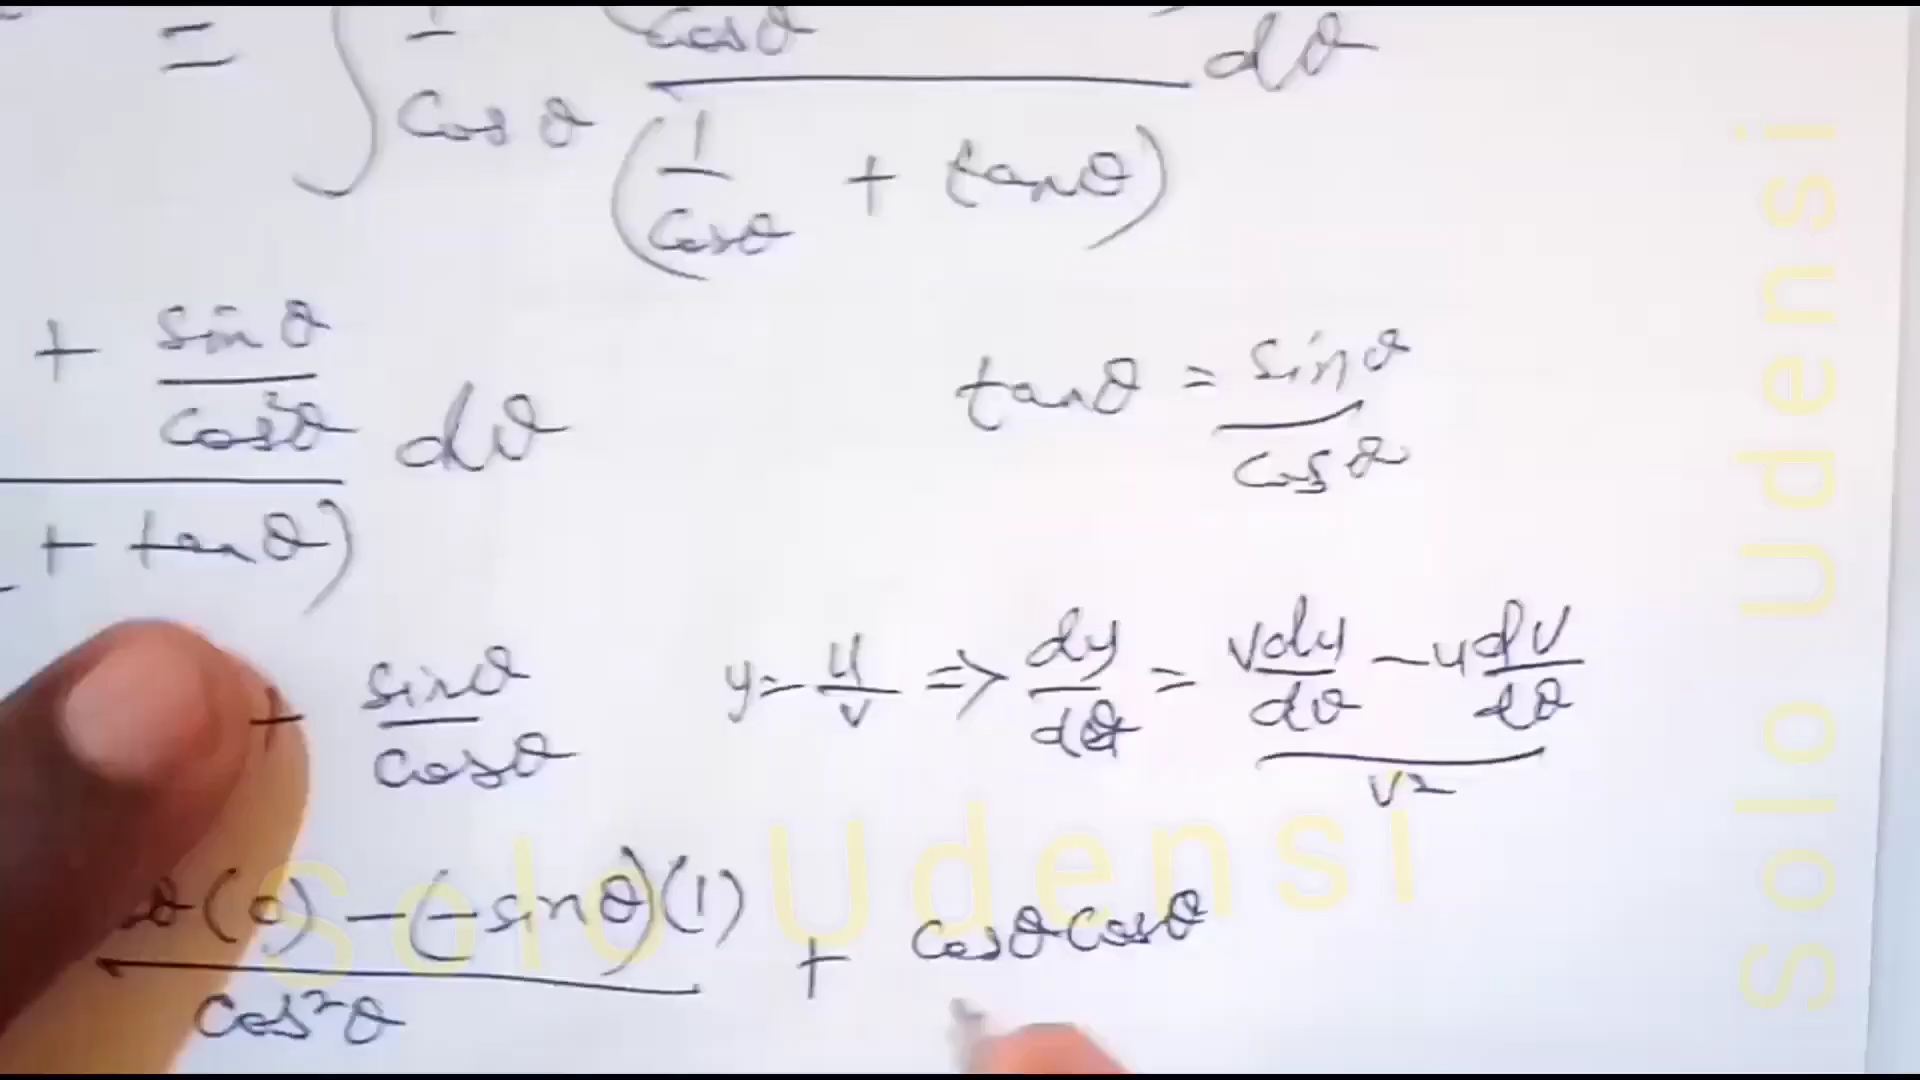 = ∫ 1/cosθ (cosθ dθ
(1/cosθ + tanθ)
+ sinθ/cos²θ dθ
+ tanθ)
tanθ = sinθ/cosθ
+ sinθ/cosθ
y = u/v => dy/dθ = (v du/dθ - u dv/dθ)/v²
θ(0) - (-sinθ)(1)/cos²θ + cosθcosθ
Solo Udensi
Solo Udensi